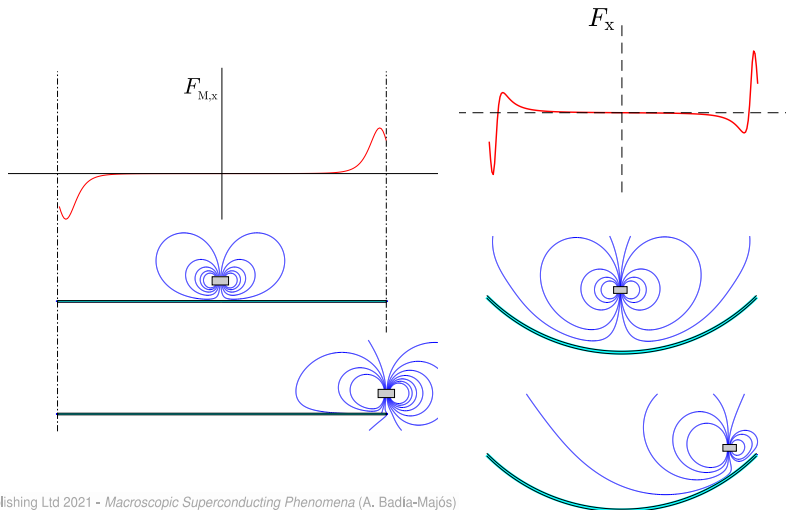 F_x
F_M,x
lishing Ltd 2021 - Macroscopic Superconducting Phenomena (A. Badía-Majós)